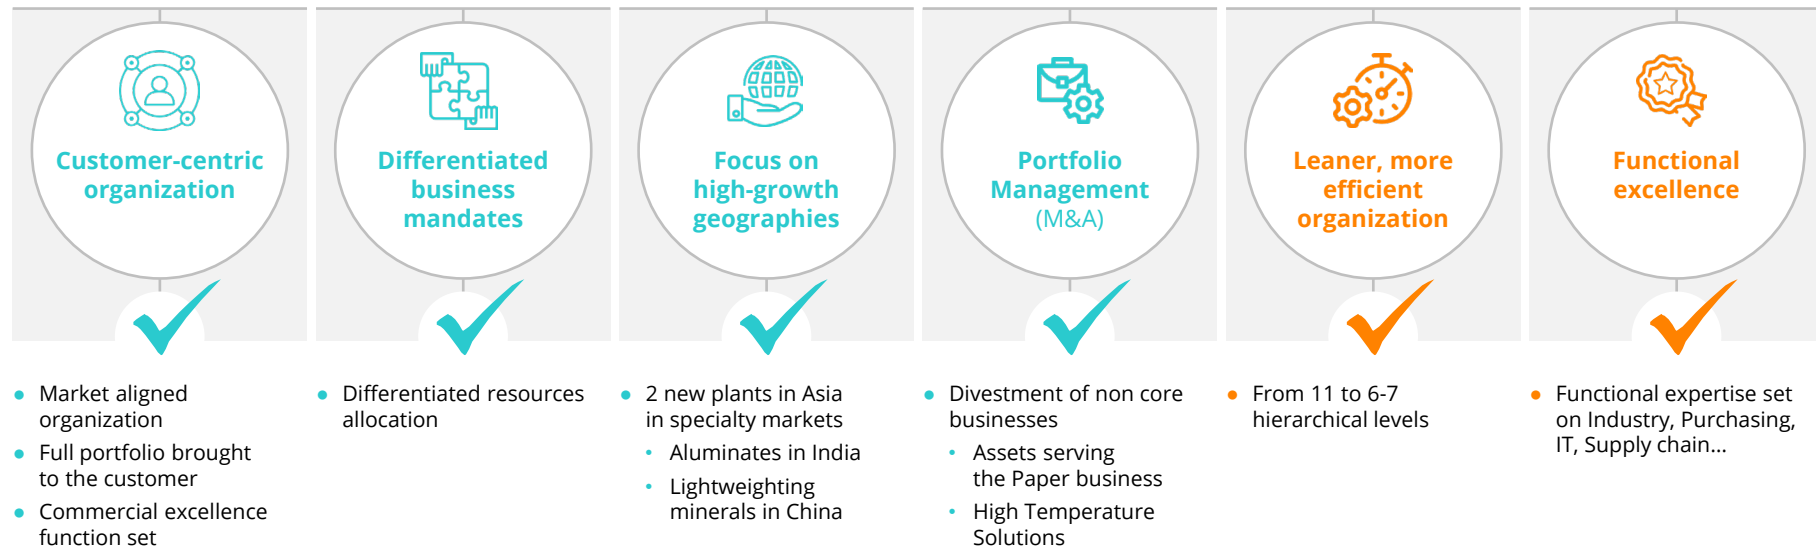 Customer-centric
organization
Differentiated
business
mandates
Focus on
high-growth
geographies
Portfolio
Management
(M&A)
Leaner, more
efficient
organization
Functional
excellence
• Market aligned
organization
• Full portfolio brought
to the customer
• Commercial excellence
function set
• Differentiated resources
allocation
• 2 new plants in Asia
in specialty markets
• Aluminates in India
• Lightweighting
minerals in China
• Divestment of non core
businesses
• Assets serving
the Paper business
• High Temperature
Solutions
• From 11 to 6-7
hierarchical levels
• Functional expertise set
on Industry, Purchasing,
IT, Supply chain...